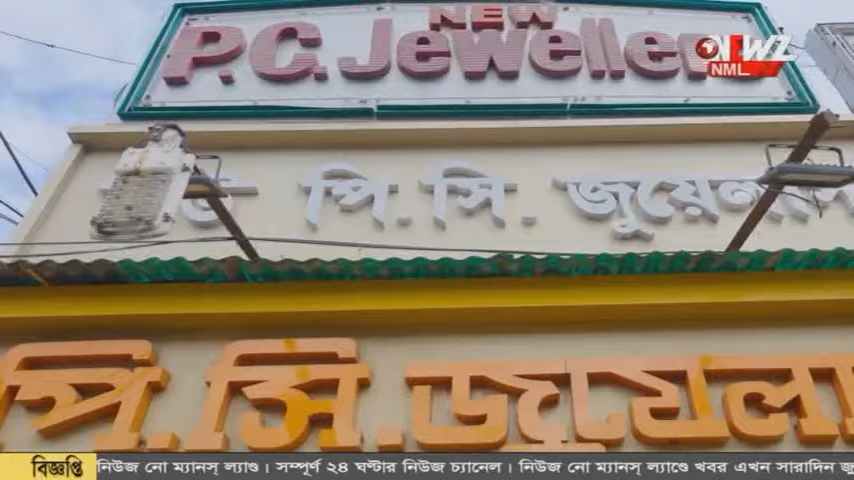 NEW
P.C. Jeweller
NEWZ
NML
পি. সি. জুয়েলা
পি. সি. জুয়েলা
বিজ্ঞপ্তি
নিউজ নো ম্যানস্ ল্যাণ্ড। সম্পূর্ণ ২৪ ঘণ্টার নিউজ চ্যানেল। নিউজ নো ম্যানস্ ল্যাণ্ডে খবর এখন সারাদিন